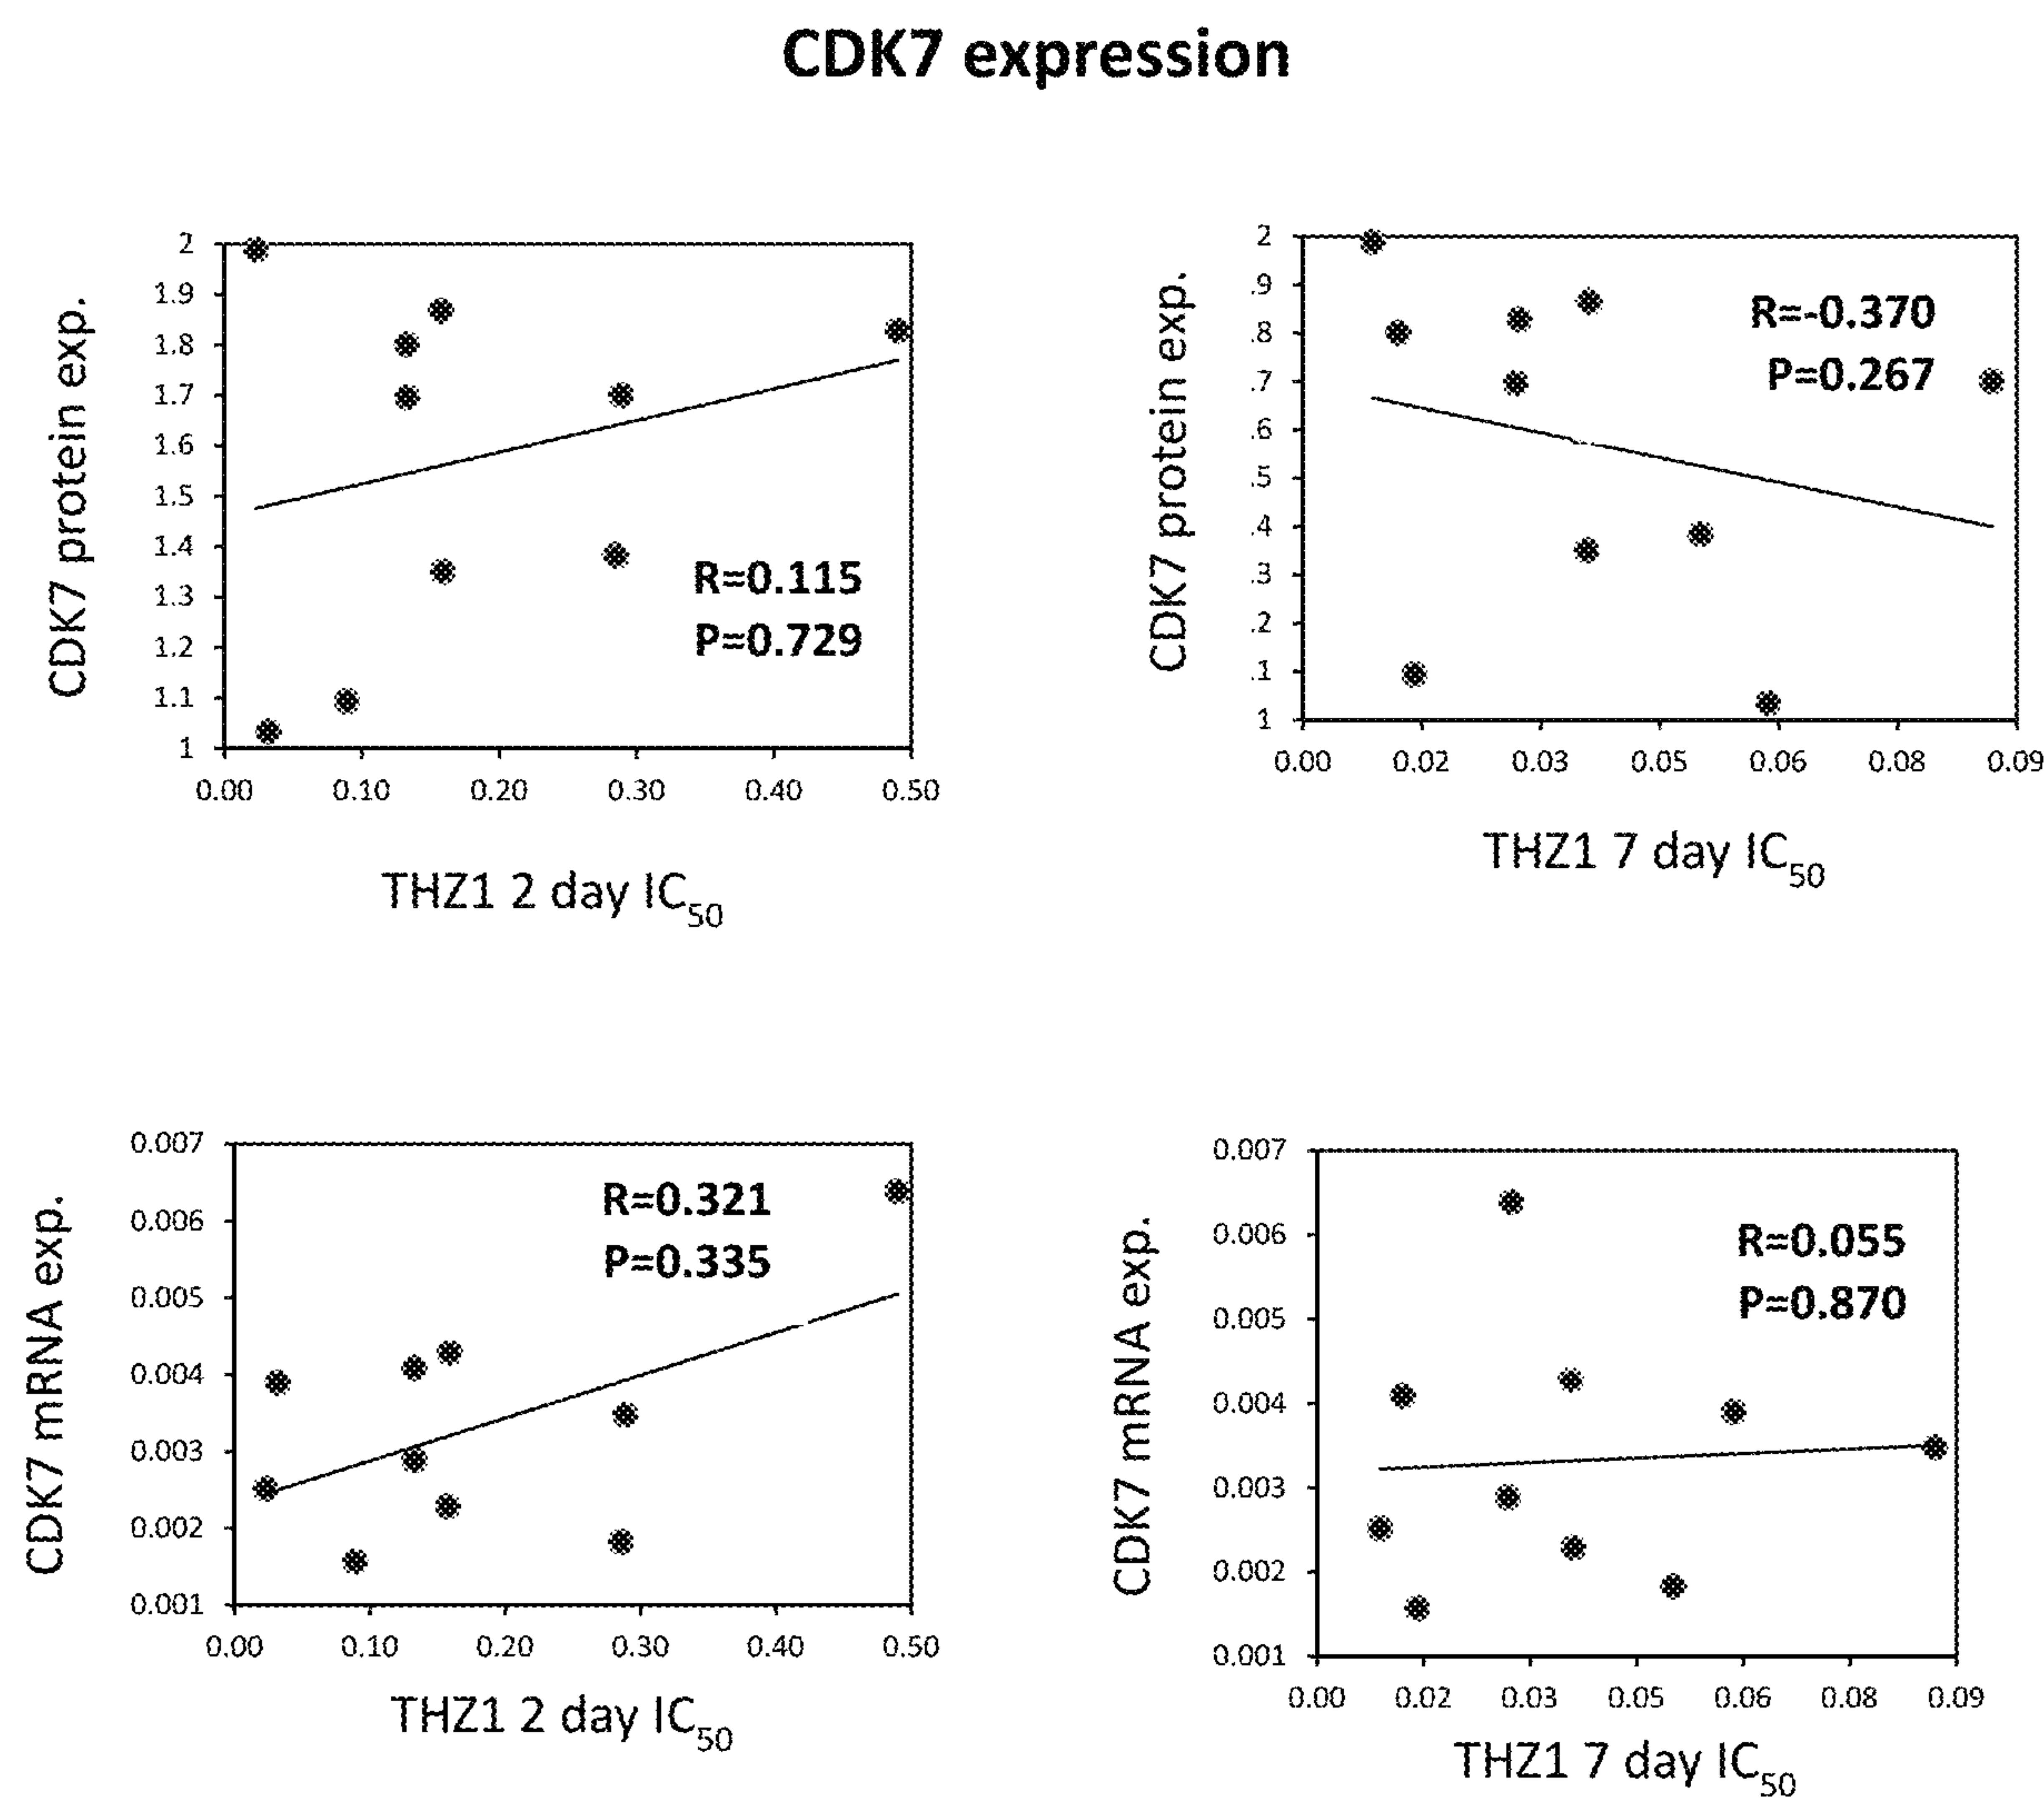 CDK7 expression
CDK7 protein exp.
2
1.9
1.8
1.7
1.6
1.5
1.4
1.3
1.2
1.1
1
R=0.115
P=0.729
0.00 0.10 0.20 0.30 0.40 0.50
THZ1 2 day IC50
CDK7 protein exp.
2
.9
.8
.7
.6
.5
.4
.3
.2
.1
1
R=-0.370
P=0.267
0.00 0.02 0.03 0.05 0.06 0.08 0.09
THZ1 7 day IC50
CDK7 mRNA exp.
0.007
0.006
0.005
0.004
0.003
0.002
0.001
R=0.321
P=0.335
0.00 0.10 0.20 0.30 0.40 0.50
THZ1 2 day IC50
CDK7 mRNA exp.
0.007
0.006
0.005
0.004
0.003
0.002
0.001
R=0.055
P=0.870
0.00 0.02 0.03 0.05 0.06 0.08 0.09
THZ1 7 day IC50